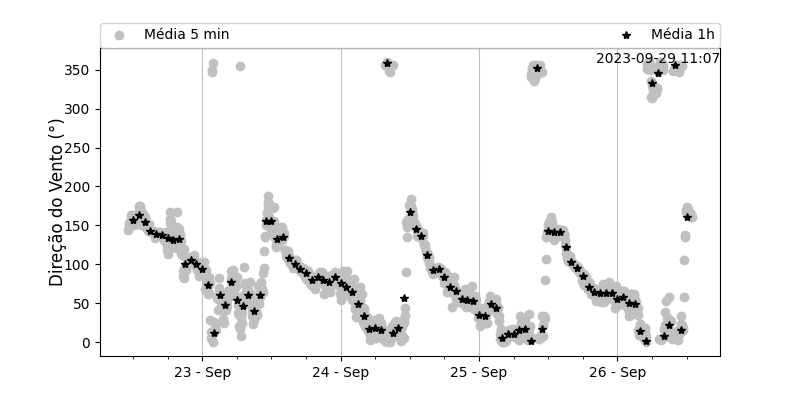 Média 5 min
Média 1h
2023-09-29 11:07
Direção do Vento (°)
350
300
250
200
150
100
50
0
23 - Sep
24 - Sep
25 - Sep
26 - Sep